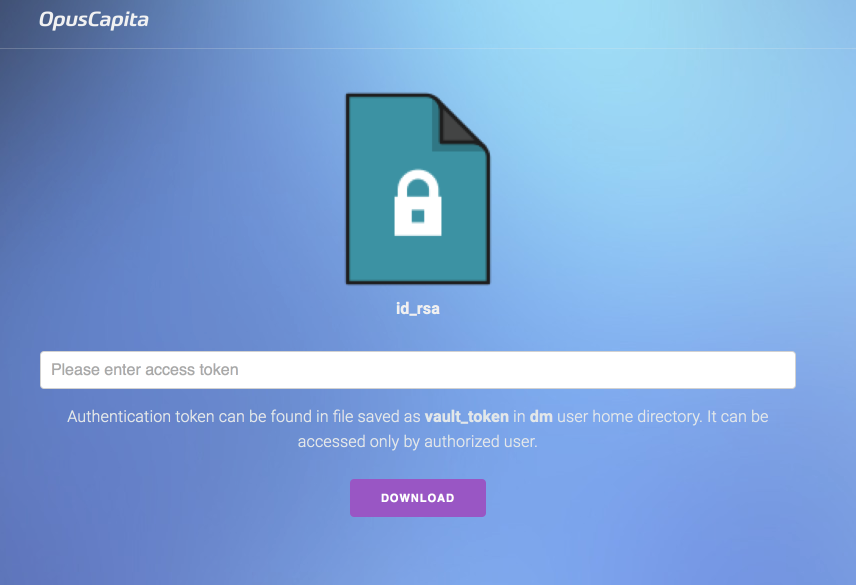 OpusCapita
id_rsa
Please enter access token
Authentication token can be found in file saved as vault_token in dm user home directory. It can be
accessed only by authorized user.
DOWNLOAD